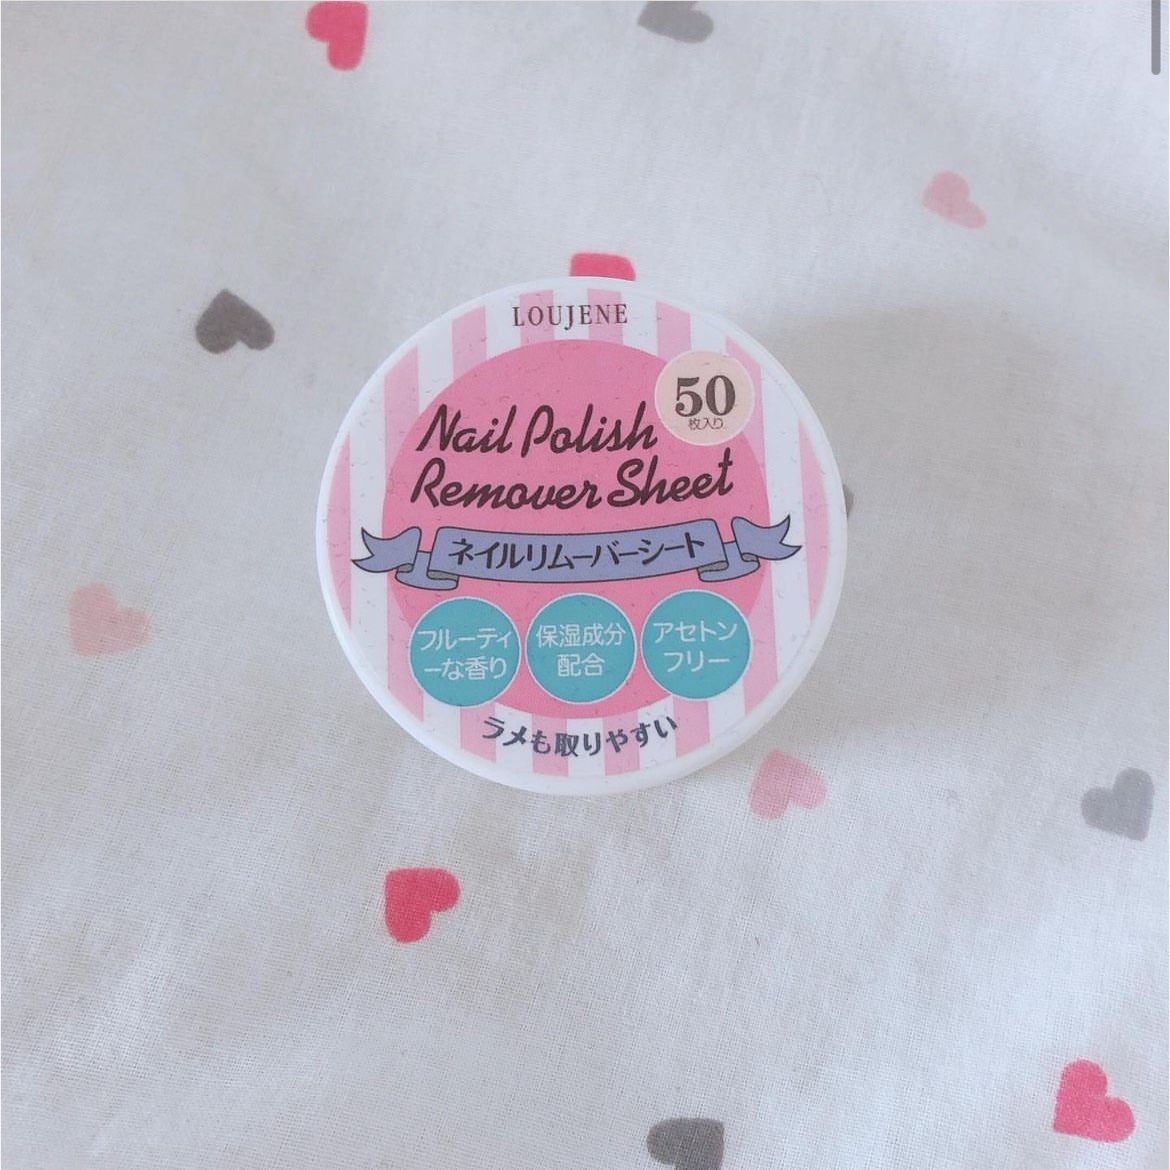 LOUJENE
50
枚入り
Nail Polish
Remover Sheet
ネイルリムーバーシート
フルーティ
ーな香り
保湿成分
配合
アセトン
フリー
ラメも取りやすい